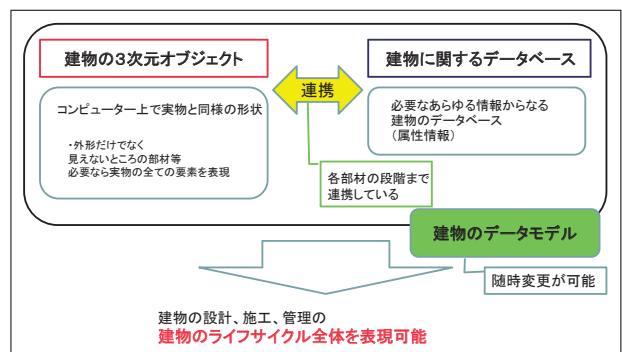 建物の3次元オブジェクト
建物に関するデータベース
連携
コンピューター上で実物と同様の形状
・外形だけでなく
見えないところの部材等
必要なら実物の全ての要素を表現
必要なあらゆる情報からなる
建物のデータベース
(属性情報)
各部材の段階まで
連携している
建物のデータモデル
随時変更が可能
建物の設計、施工、管理の
建物のライフサイクル全体を表現可能